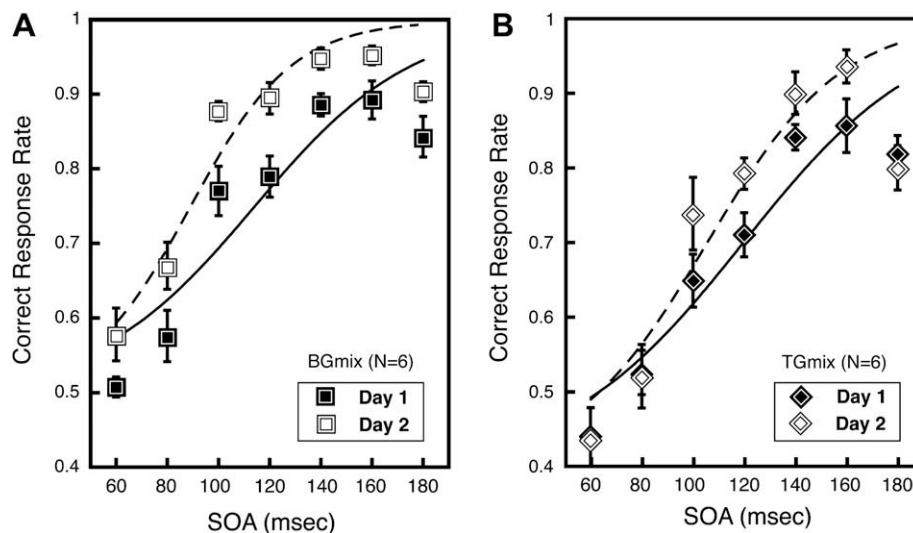 A
Correct Response Rate
1
0.9
0.8
0.7
0.6
0.5
0.4
BGmix (N=6)
Day 1
Day 2
60 80 100 120 140 160 180
SOA (msec)
B
Correct Response Rate
1
0.9
0.8
0.7
0.6
0.5
0.4
TGmix (N=6)
Day 1
Day 2
60 80 100 120 140 160 180
SOA (msec)